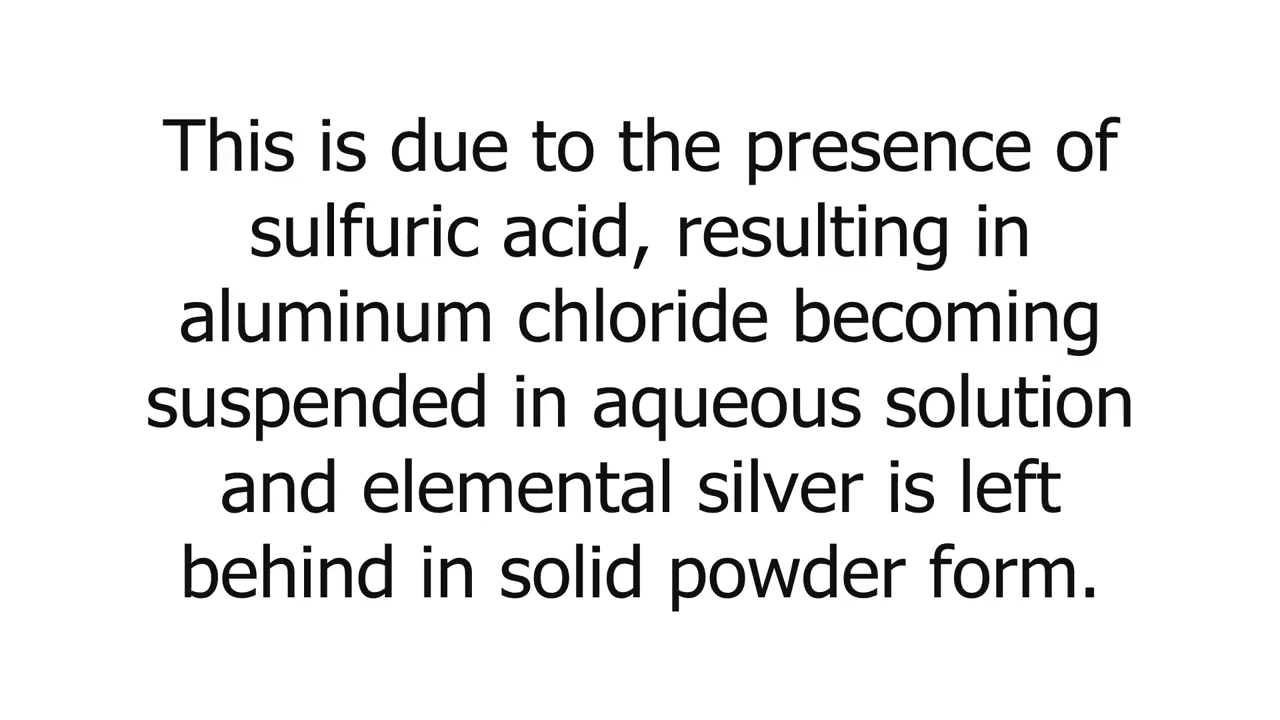 This is due to the presence of
sulfuric acid, resulting in
aluminum chloride becoming
suspended in aqueous solution
and elemental silver is left
behind in solid powder form.